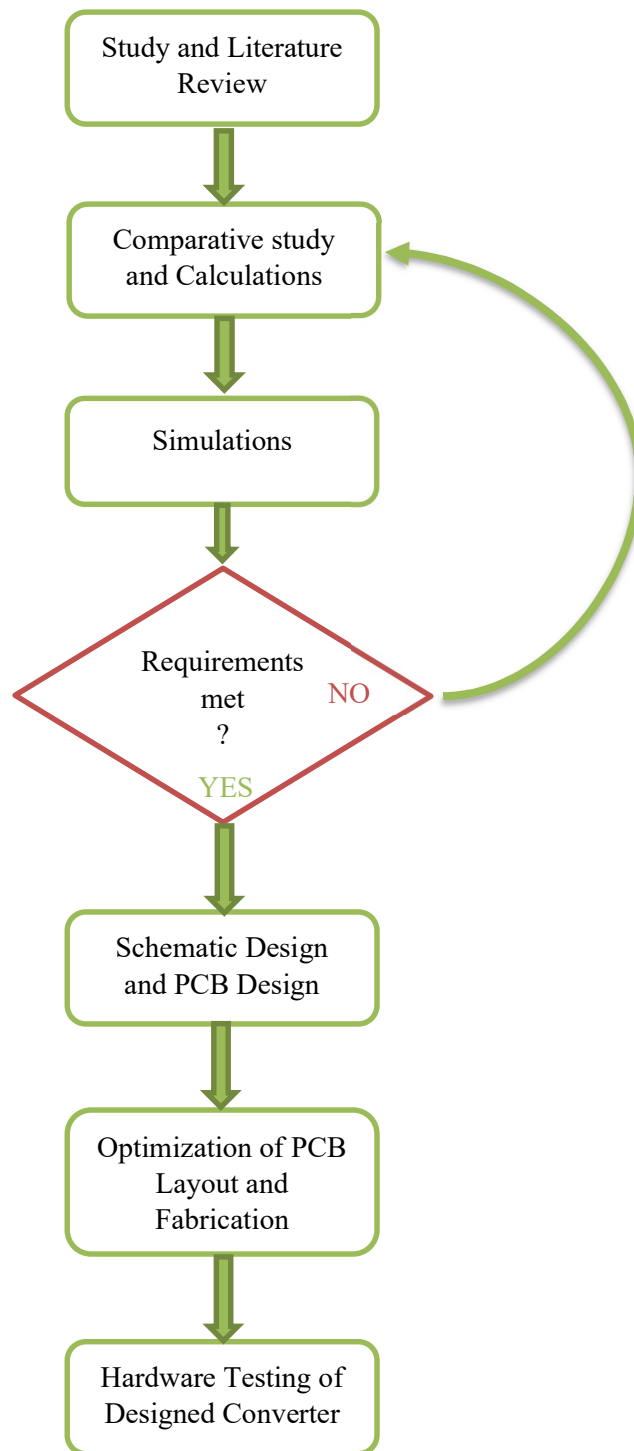 Study and Literature
Review
Comparative study
and Calculations
Simulations
Requirements
met
NO
?
YES
Schematic Design
and PCB Design
Optimization of PCB
Layout and
Fabrication
Hardware Testing of
Designed Converter